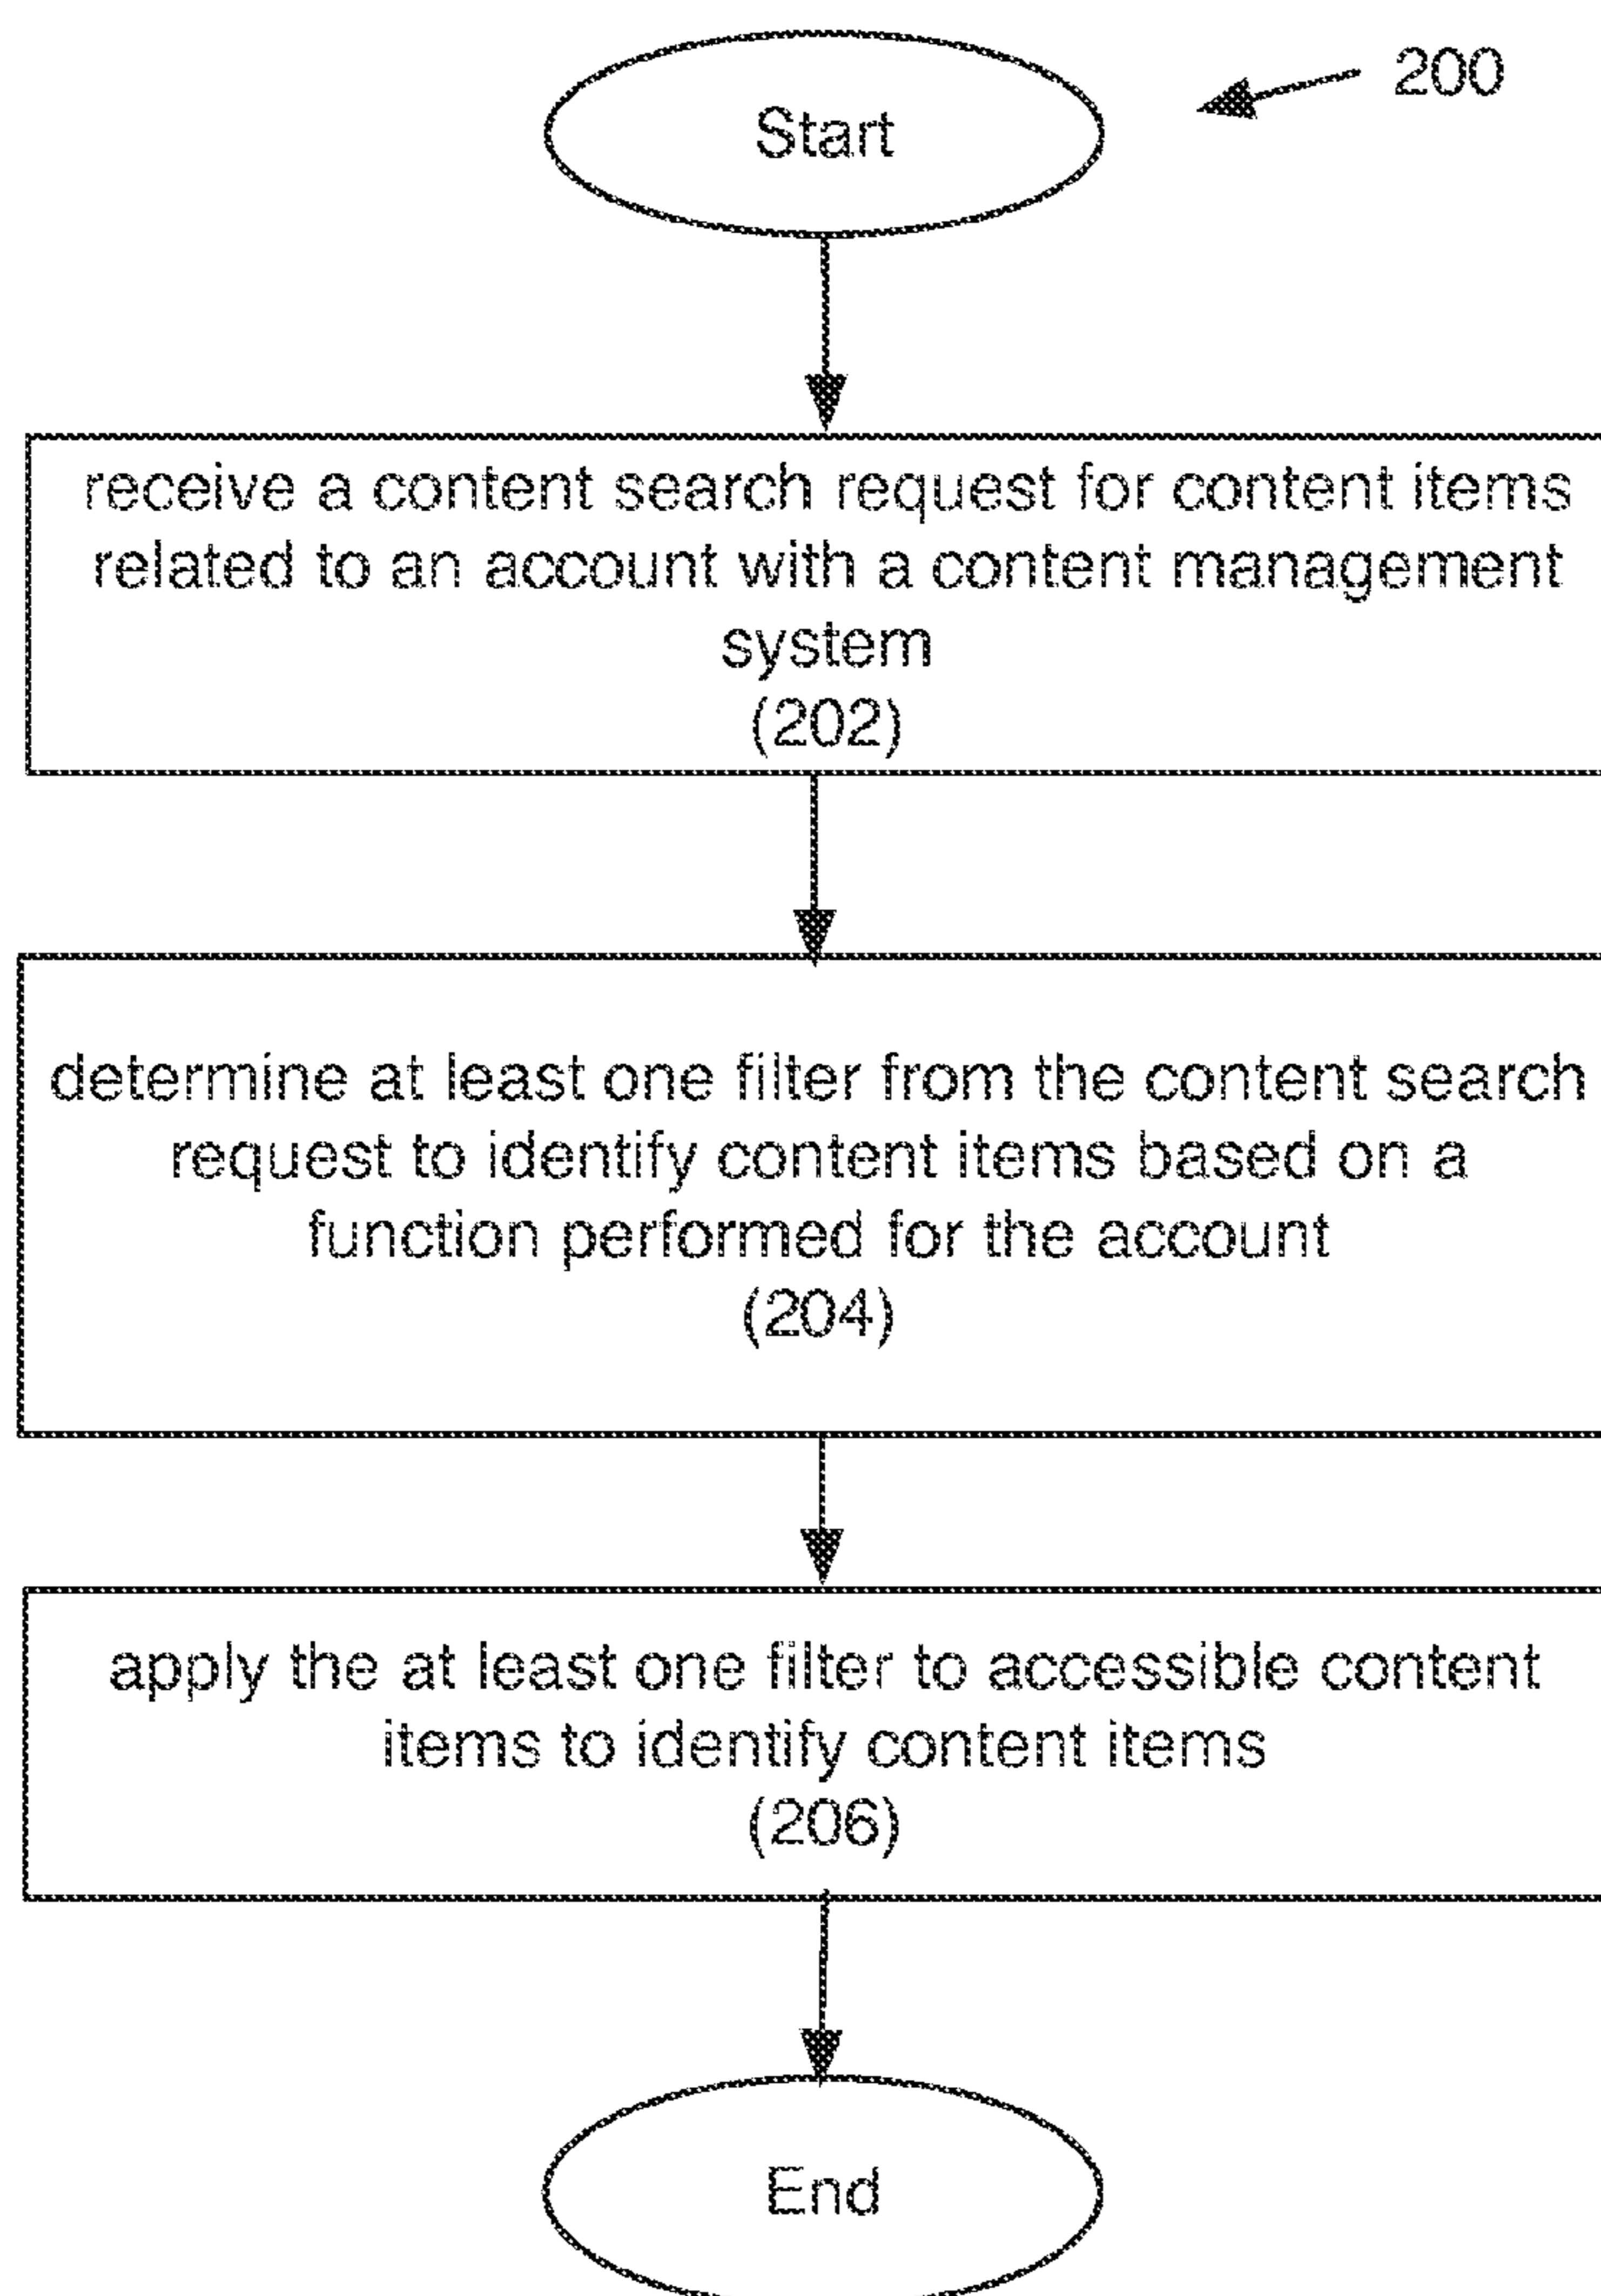 Start
200
receive a content search request for content items
related to an account with a content management
system
(202)
determine at least one filter from the content search
request to identify content items based on a
function performed for the account
(204)
apply the at least one filter to accessible content
items to identify content items
(206)
End